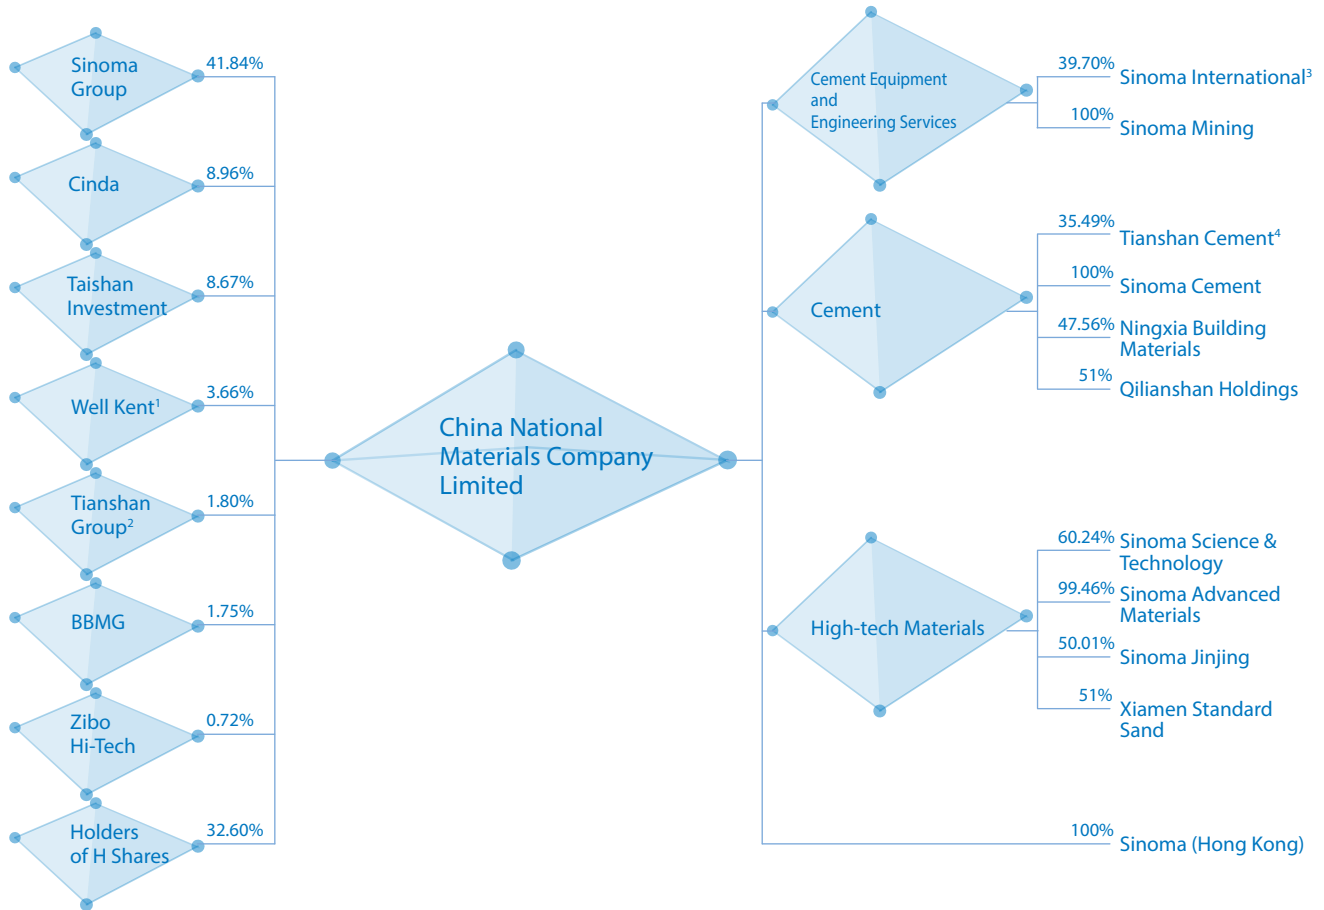 Sinoma
Group
41.84%
Cinda
8.96%
Taishan
Investment
8.67%
Well Kent¹
3.66%
Tianshan
Group²
1.80%
BBMG
1.75%
Zibo
Hi-Tech
0.72%
Holders
of H Shares
32.60%
China National
Materials Company
Limited
Cement Equipment
and
Engineering Services
39.70%
Sinoma International³
100%
Sinoma Mining
Cement
35.49%
Tianshan Cement⁴
100%
Sinoma Cement
47.56%
Ningxia Building
Materials
51%
Qilianshan Holdings
High-tech Materials
60.24%
Sinoma Science &
Technology
99.46%
Sinoma Advanced
Materials
50.01%
Sinoma Jinjing
51%
Xiamen Standard
Sand
100%
Sinoma (Hong Kong)